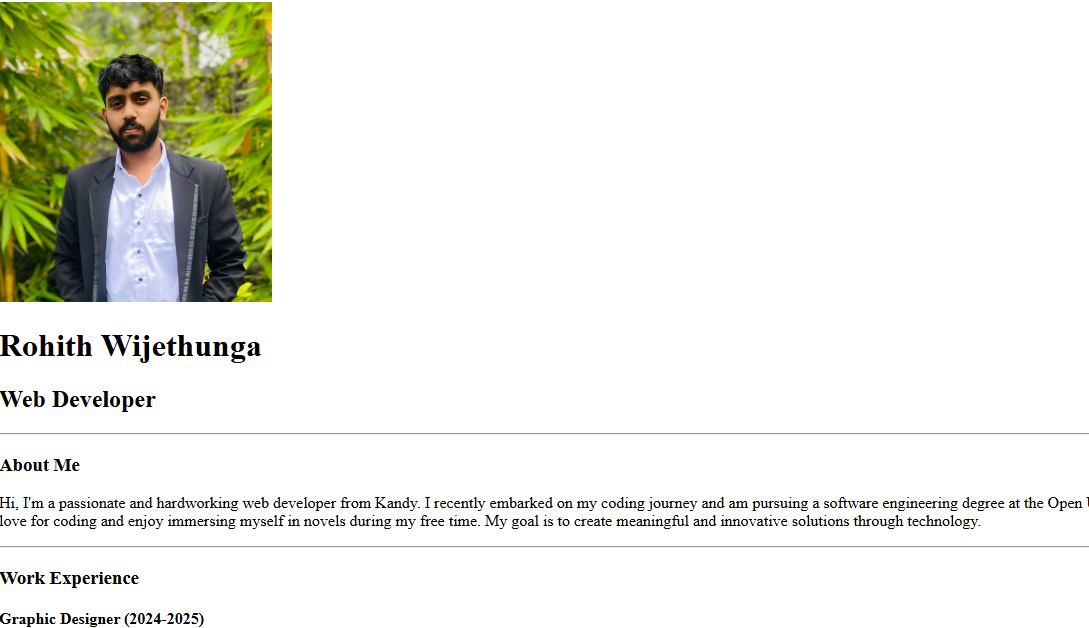 Rohith Wijethunga
Web Developer
About Me
Hi, I'm a passionate and hardworking web developer from Kandy. I recently embarked on my coding journey and am pursuing a software engineering degree at the Open
love for coding and enjoy immersing myself in novels during my free time. My goal is to create meaningful and innovative solutions through technology.
Work Experience
Graphic Designer (2024-2025)